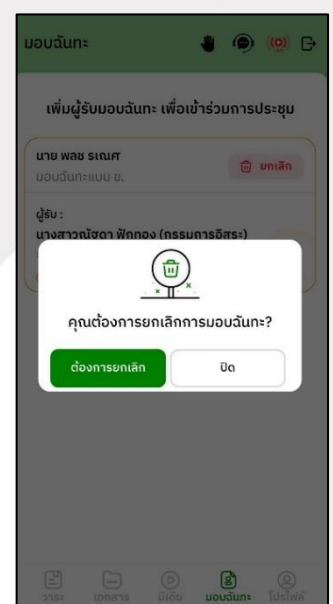 มอบฉันทะ
เพิ่มผู้รับมอบฉันทะ เพื่อเข้าร่วมการประชุม
นาย พลช รเณศ
ยกเลิก
มอบฉันทะแบบ ข.
ผู้รับ :
นางสาวณัฐดา ฟักทอง (กรรมการอิสระ)
คุณต้องการยกเลิกการมอบฉันทะ?
ต้องการยกเลิก
ปิด
วาระ เอกสาร มีเดีย มอบฉันทะ โปรไฟล์